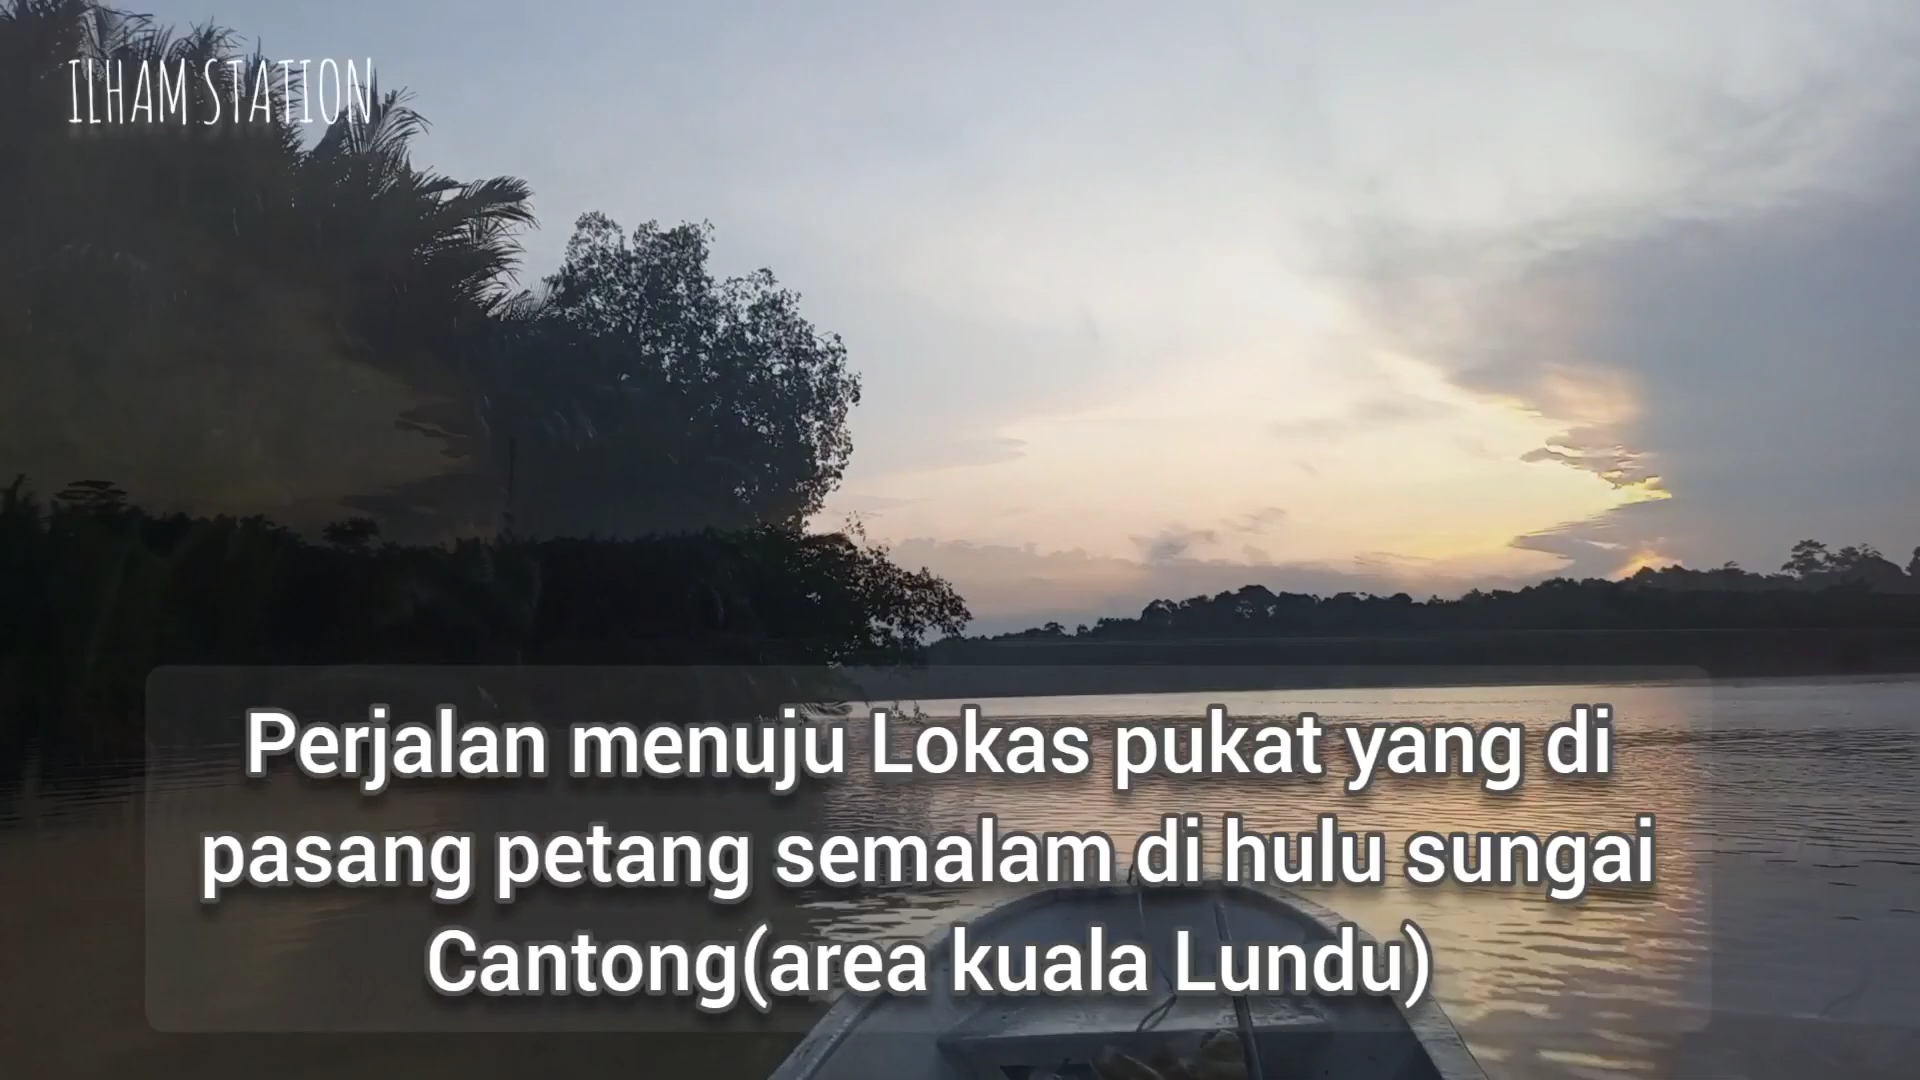 ILHAM STATION
Perjalan menuju Lokas pukat yang di
pasang petang semalam di hulu sungai
Cantong(area kuala Lundu)